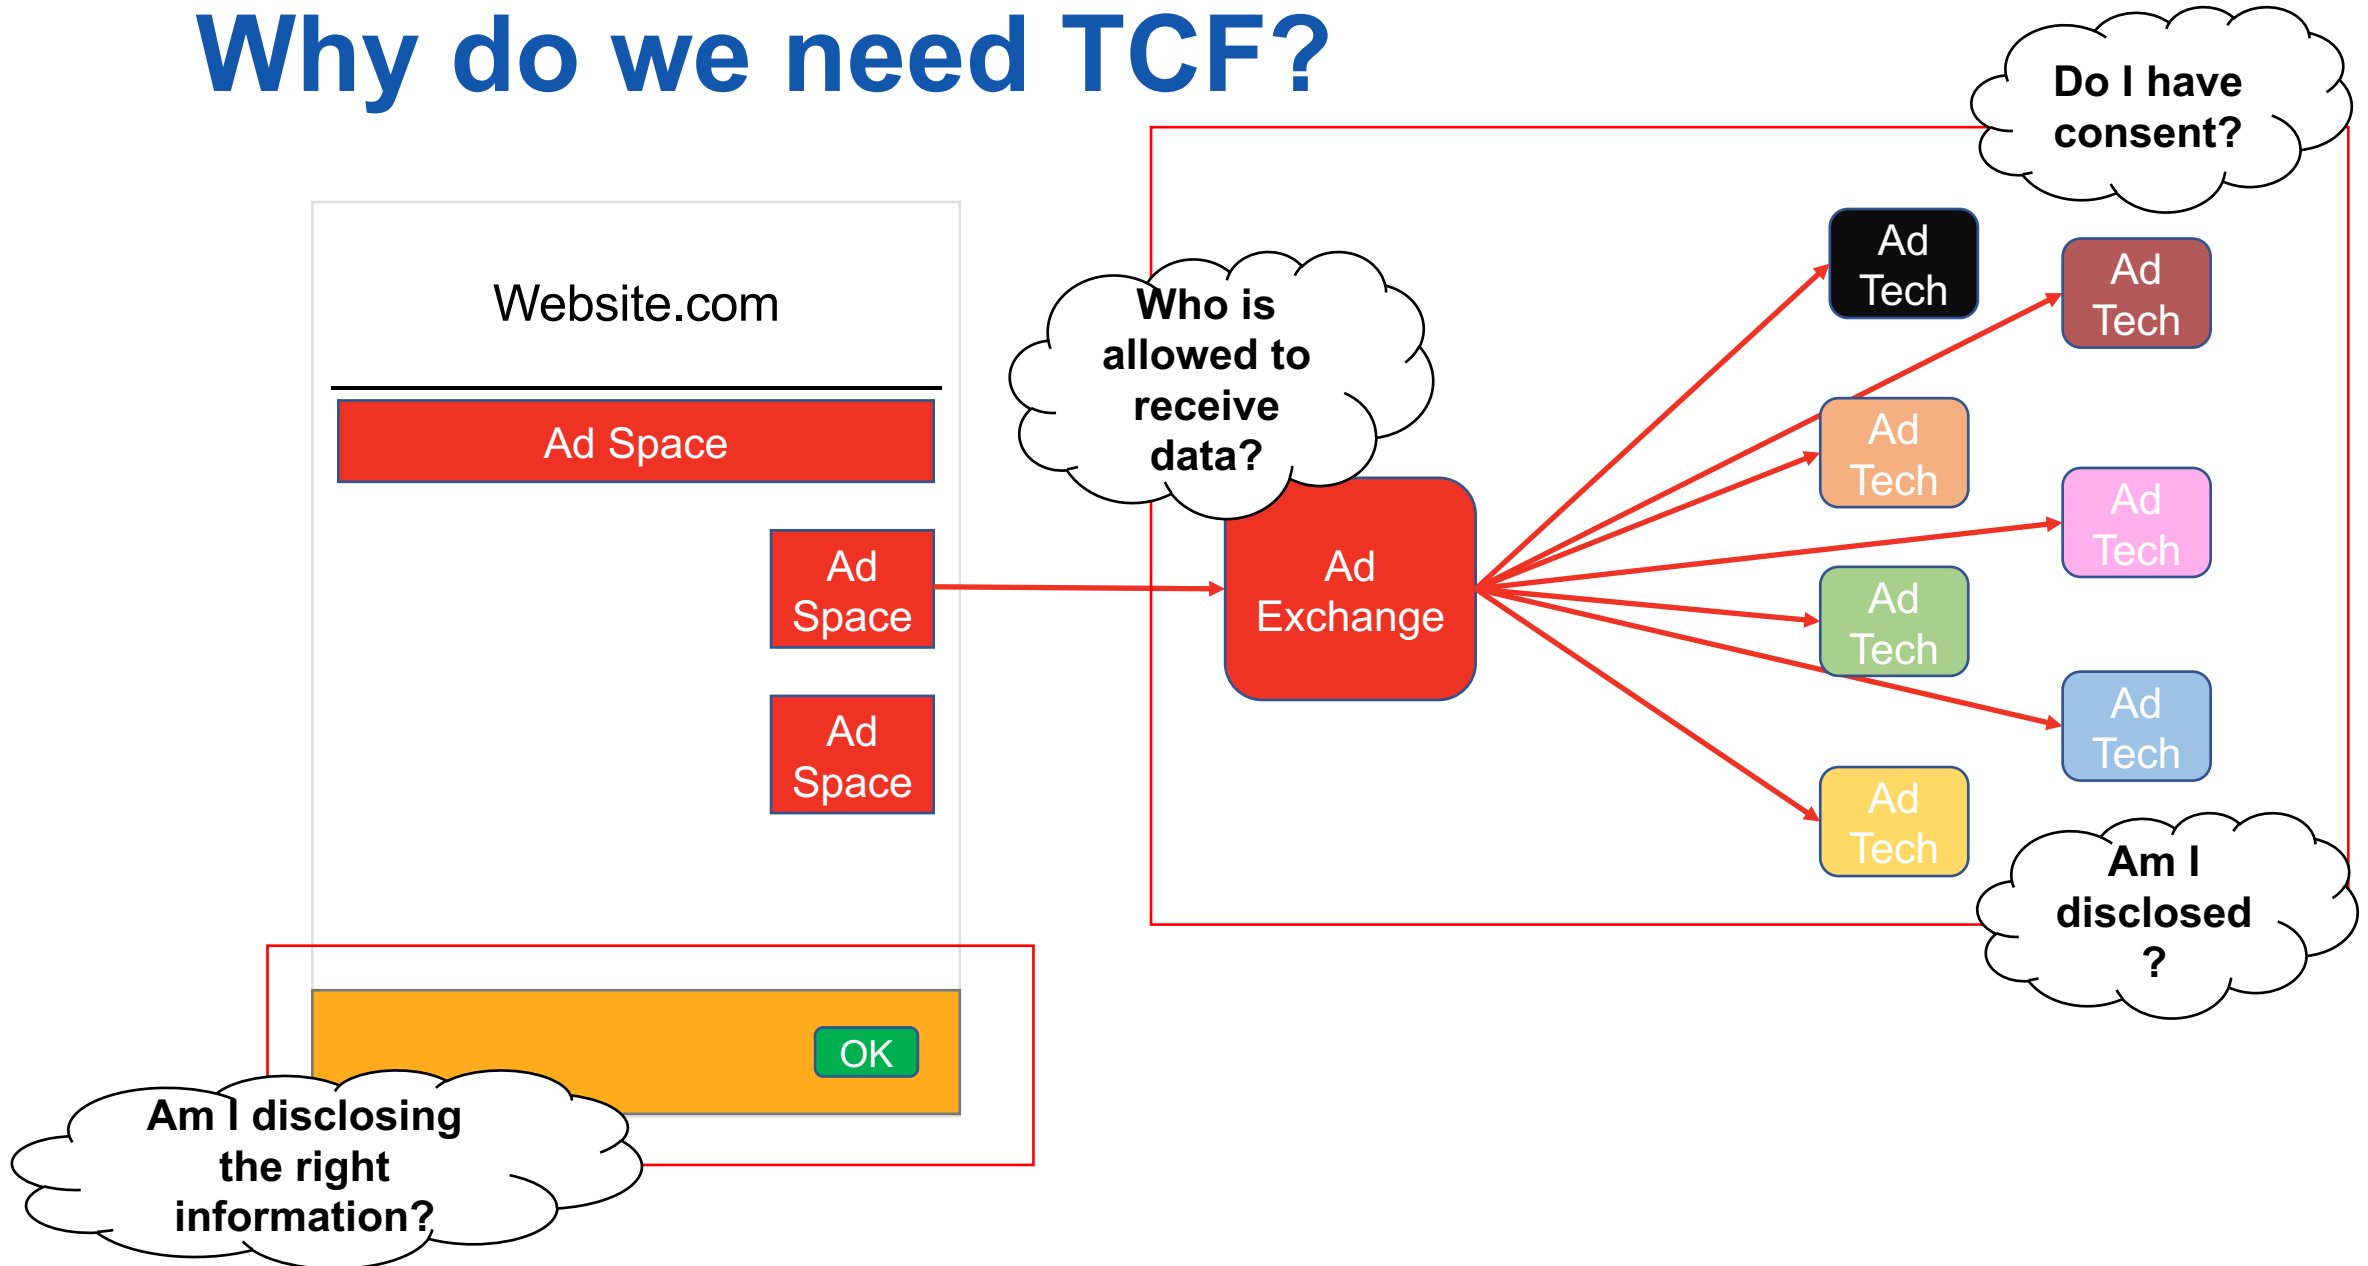 Why do we need TCF?
Do I have
consent?
Website.com
Who is
allowed to
receive
data?
Ad Space
Ad
Space
Ad
Space
Ad
Exchange
Ad
Tech
Ad
Tech
Ad
Tech
Ad
Tech
Ad
Tech
Ad
Tech
Ad
Tech
Am I
disclosed
?
OK
Am I disclosing
the right
information?